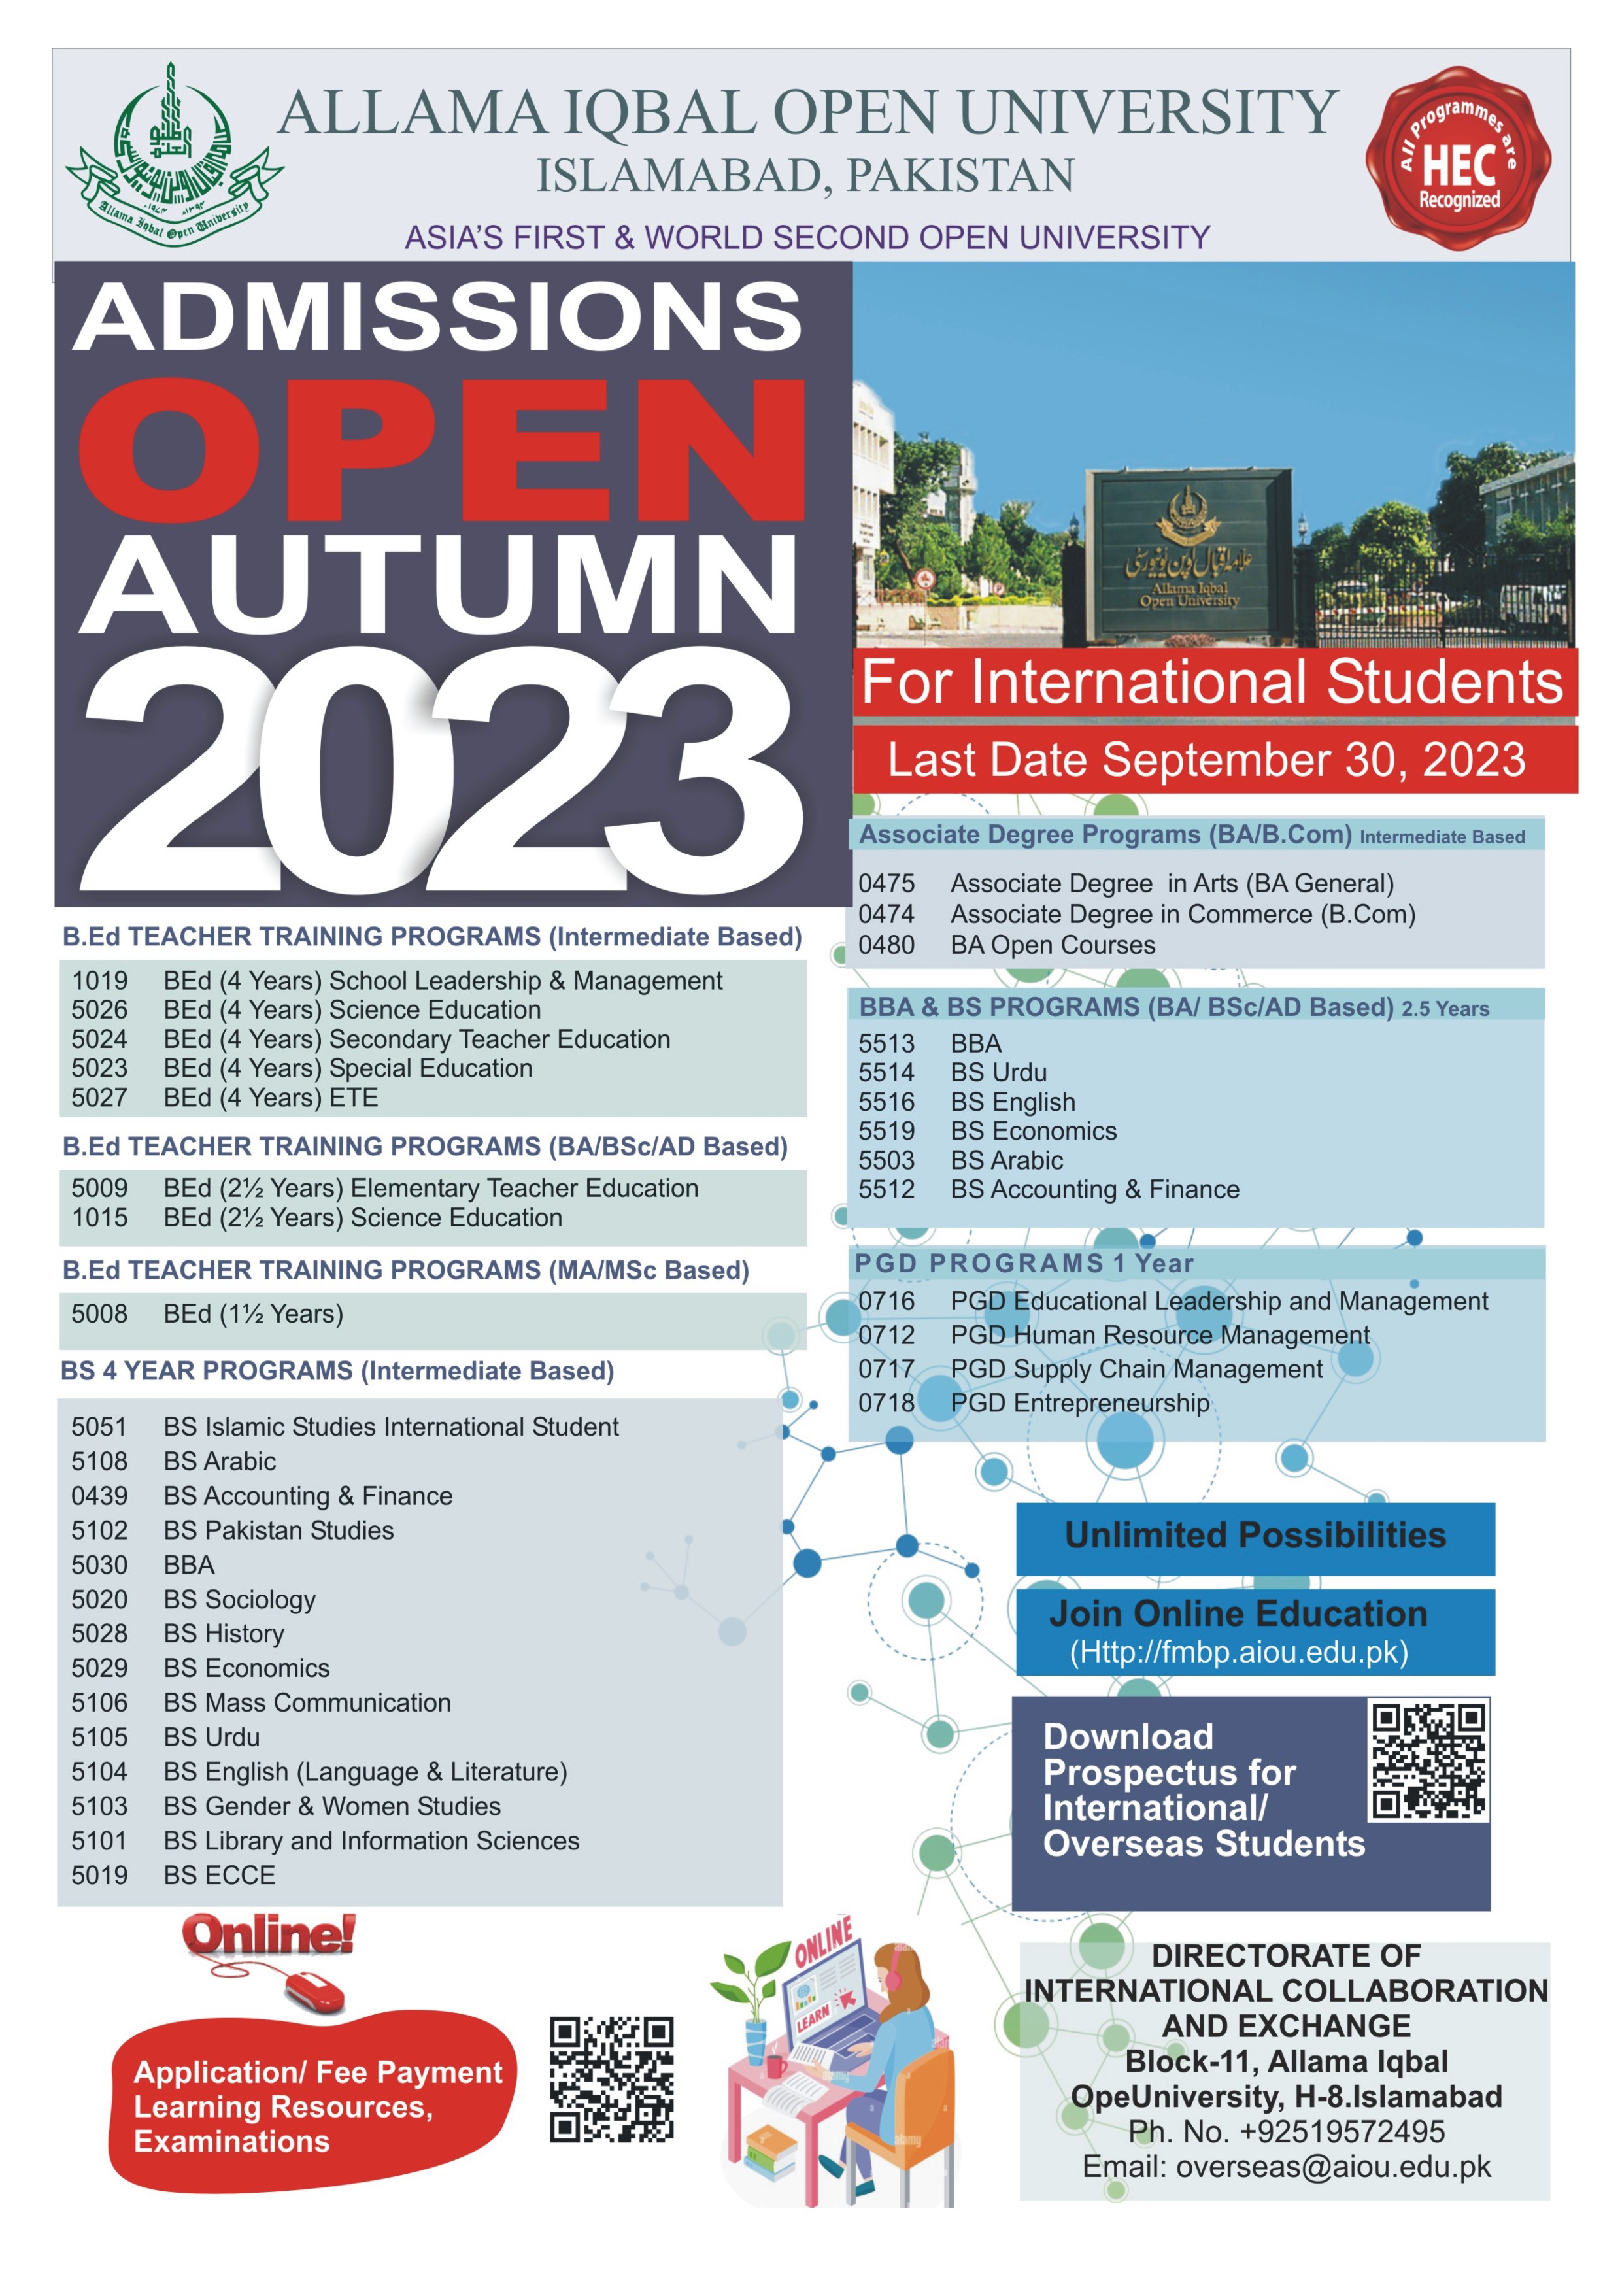 ALLAMA IQBAL OPEN UNIVERSITY
ISLAMABAD, PAKISTAN
ASIA'S FIRST & WORLD SECOND OPEN UNIVERSITY
Allama Iqbal Open University
All Programmes are
HEC
Recognized
ADMISSIONS
OPEN
AUTUMN
2023
علامہ اقبال اوپن یونیورسٹی
Allama Iqbal
Open University
For International Students
Last Date September 30, 2023
B.Ed TEACHER TRAINING PROGRAMS (Intermediate Based)
1019 BEd (4 Years) School Leadership & Management
5026 BEd (4 Years) Science Education
5024 BEd (4 Years) Secondary Teacher Education
5023 BEd (4 Years) Special Education
5027 BEd (4 Years) ETE
B.Ed TEACHER TRAINING PROGRAMS (BA/BSc/AD Based)
5009 BEd (2½ Years) Elementary Teacher Education
1015 BEd (2½ Years) Science Education
B.Ed TEACHER TRAINING PROGRAMS (MA/MSc Based)
5008 BEd (1½ Years)
BS 4 YEAR PROGRAMS (Intermediate Based)
5051 BS Islamic Studies International Student
5108 BS Arabic
0439 BS Accounting & Finance
5102 BS Pakistan Studies
5030 BBA
5020 BS Sociology
5028 BS History
5029 BS Economics
5106 BS Mass Communication
5105 BS Urdu
5104 BS English (Language & Literature)
5103 BS Gender & Women Studies
5101 BS Library and Information Sciences
5019 BS ECCE
Associate Degree Programs (BA/B.Com) Intermediate Based
0475 Associate Degree in Arts (BA General)
0474 Associate Degree in Commerce (B.Com)
0480 BA Open Courses
BBA & BS PROGRAMS (BA/ BSc/AD Based) 2.5 Years
5513 BBA
5514 BS Urdu
5516 BS English
5519 BS Economics
5503 BS Arabic
5512 BS Accounting & Finance
PGD PROGRAMS 1 Year
0716 PGD Educational Leadership and Management
0712 PGD Human Resource Management
0717 PGD Supply Chain Management
0718 PGD Entrepreneurship
Unlimited Possibilities
Join Online Education
(Http://fmbp.aiou.edu.pk)
Download
Prospectus for
International/
Overseas Students
Online!
Application/ Fee Payment
Learning Resources,
Examinations
ONLINE
LEARN
alamy
DIRECTORATE OF
INTERNATIONAL COLLABORATION
AND EXCHANGE
Block-11, Allama Iqbal
OpeUniversity, H-8.Islamabad
Ph. No. +92519572495
Email: overseas@aiou.edu.pk